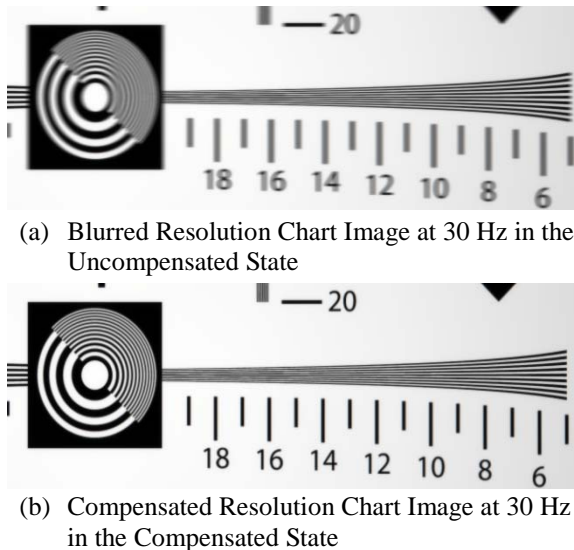 20
18 16 14 12 10 8 6
(a) Blurred Resolution Chart Image at 30 Hz in the
Uncompensated State
20
18 16 14 12 10 8 6
(b) Compensated Resolution Chart Image at 30 Hz
in the Compensated State